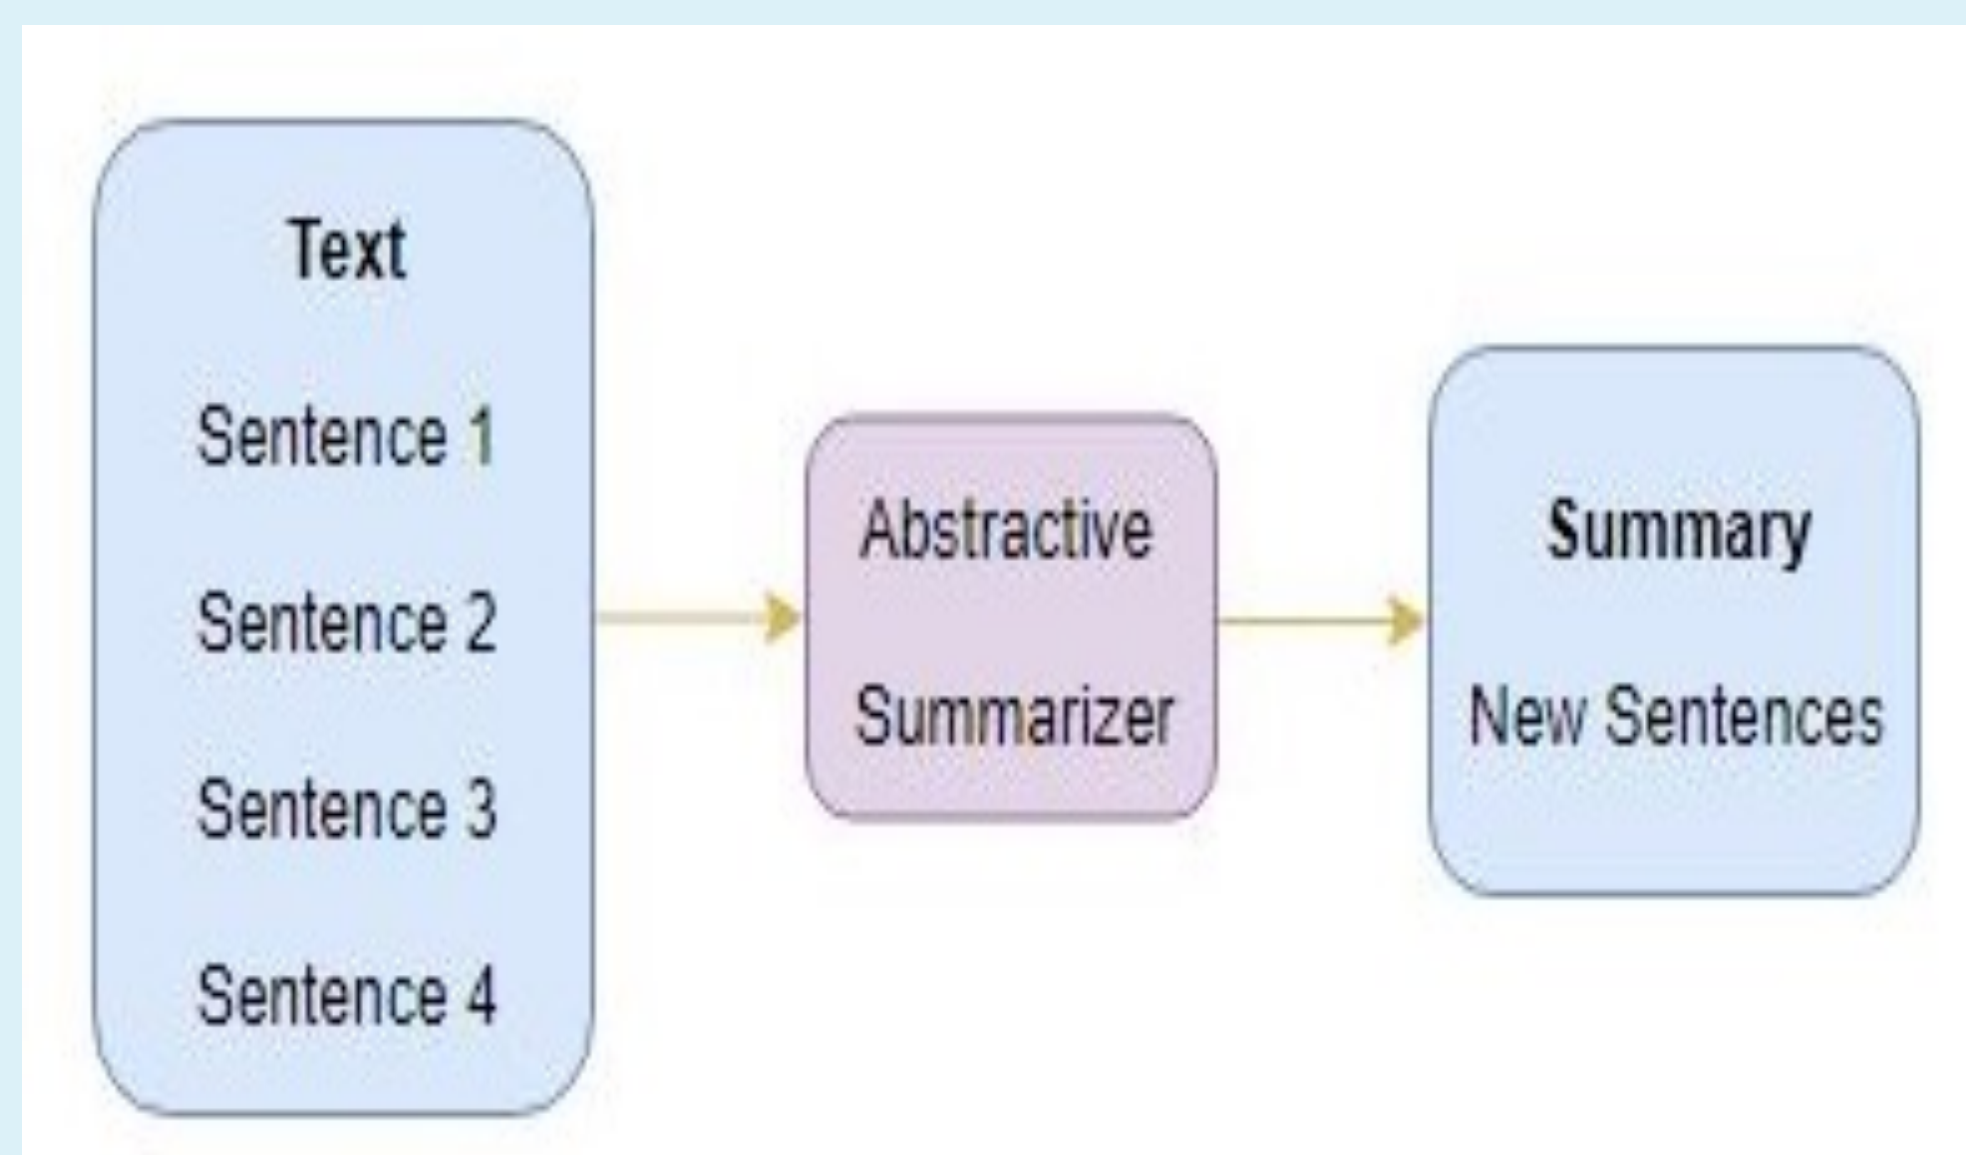 Text
Sentence 1
Sentence 2
Sentence 3
Sentence 4
Abstractive
Summarizer
Summary
New Sentences